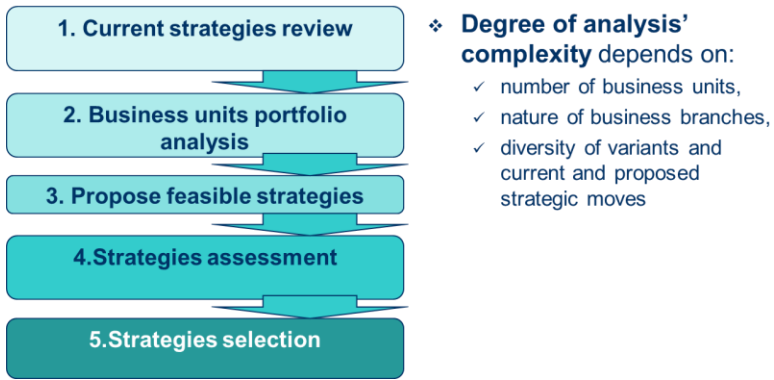 1. Current strategies review
2. Business units portfolio
analysis
3. Propose feasible strategies
4.Strategies assessment
5.Strategies selection
❖ Degree of analysis’
complexity depends on:
✓ number of business units,
✓ nature of business branches,
✓ diversity of variants and
current and proposed
strategic moves